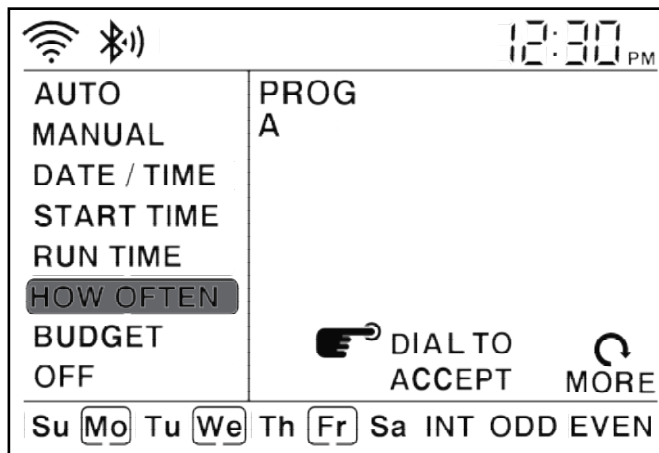 12:30 PM
AUTO
MANUAL
DATE / TIME
START TIME
RUN TIME
HOW OFTEN
BUDGET
OFF
PROG
A
DIAL TO
ACCEPT
MORE
Su Mo Tu We Th Fr Sa INT ODD EVEN